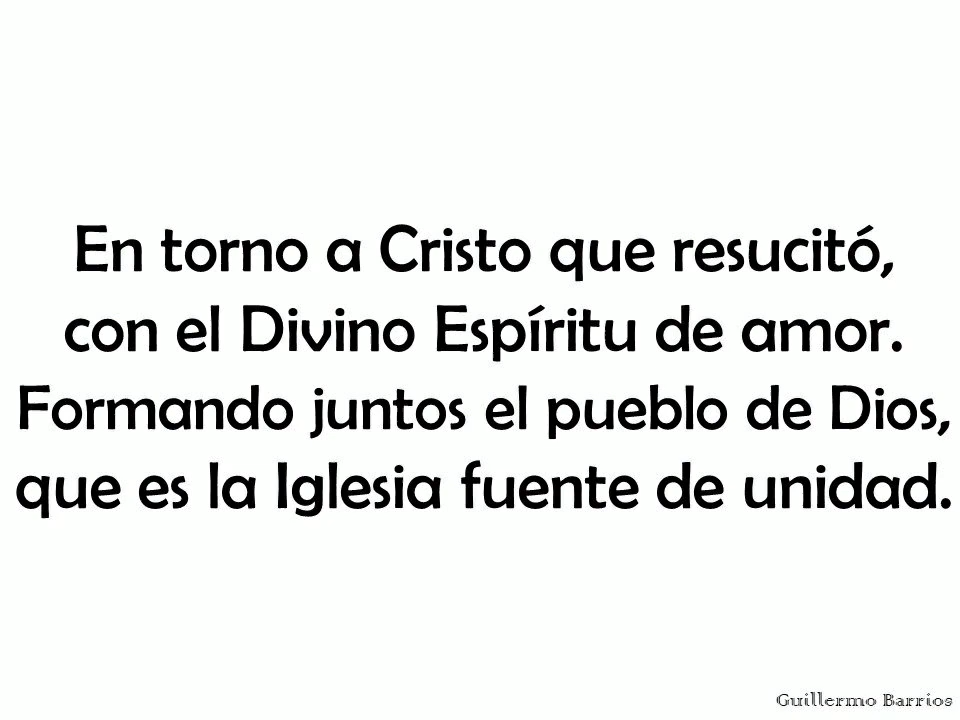 En torno a Cristo que resucitó,
con el Divino Espíritu de amor.
Formando juntos el pueblo de Dios,
que es la Iglesia fuente de unidad.
Guillermo Barrios